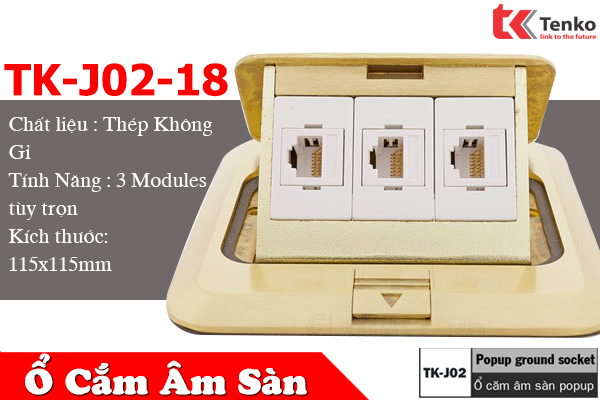 Tenko
link to the future
TK-J02-18
Chất liệu : Thép Không
Gỉ
Tính Năng : 3 Modules
tùy trọn
Kích thước:
115x115mm
Ổ Cắm Âm Sàn
TK-J02
Popup ground socket
Ổ cắm âm sàn popup